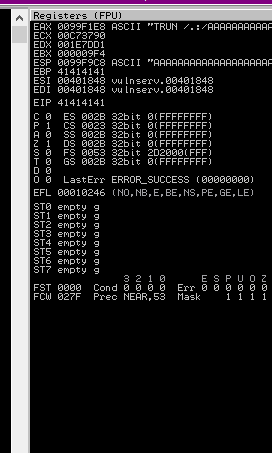 Registers (FPU)
EAX 0099F1E8 ASCII "TRUN /.:/AAAAAAAAAA
ECX 00C73790
EDX 001E7DD1
EBX 000009F4
ESP 0099F9C8 ASCII "AAAAAAAAAAAAAAAAAAA
EBP 41414141
ESI 00401848 vulnserv.00401848
EDI 00401848 vulnserv.00401848
EIP 41414141
C 0 ES 002B 32bit 0(FFFFFFFF)
P 1 CS 0023 32bit 0(FFFFFFFF)
A 0 SS 002B 32bit 0(FFFFFFFF)
Z 1 DS 002B 32bit 0(FFFFFFFF)
S 0 FS 0053 32bit 2D2000(FFF)
T 0 GS 002B 32bit 0(FFFFFFFF)
D 0
O 0 LastErr ERROR_SUCCESS (00000000)
EFL 00010246 (NO,NB,E,BE,NS,PE,GE,LE)
ST0 empty g
ST1 empty g
ST2 empty g
ST3 empty g
ST4 empty g
ST5 empty g
ST6 empty g
ST7 empty g
3 2 1 0 E S P U O Z
FST 0000 Cond 0 0 0 0 Err 0 0 0 0 0 0
FCW 027F Prec NEAR,53 Mask 1 1 1 1